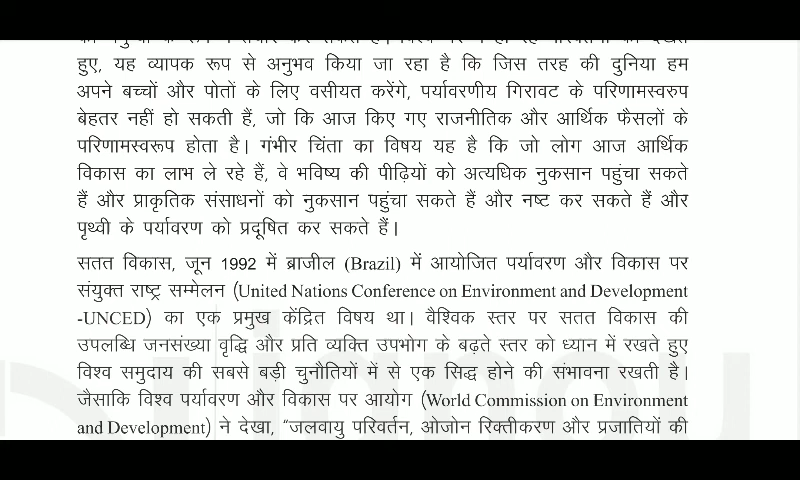 हुए, यह व्यापक रूप से अनुभव किया जा रहा है कि जिस तरह की दुनिया हम
अपने बच्चों और पोतों के लिए वसीयत करेंगे, पर्यावरणीय गिरावट के परिणामस्वरुप
बेहतर नहीं हो सकती हैं, जो कि आज किए गए राजनीतिक और आर्थिक फैसलों के
परिणामस्वरूप होता है। गंभीर चिंता का विषय यह है कि जो लोग आज आर्थिक
विकास का लाभ ले रहे हैं, वे भविष्य की पीढ़ियों को अत्यधिक नुकसान पहुंचा सकते
हैं और प्राकृतिक संसाधनों को नुकसान पहुंचा सकते हैं और नष्ट कर सकते हैं और
पृथ्वी के पर्यावरण को प्रदूषित कर सकते हैं।
सतत विकास, जून 1992 में ब्राजील (Brazil) में आयोजित पर्यावरण और विकास पर
संयुक्त राष्ट्र सम्मेलन (United Nations Conference on Environment and Development
-UNCED) का एक प्रमुख केंद्रित विषय था। वैश्विक स्तर पर सतत विकास की
उपलब्धि जनसंख्या वृद्धि और प्रति व्यक्ति उपभोग के बढ़ते स्तर को ध्यान में रखते हुए
विश्व समुदाय की सबसे बड़ी चुनौतियों में से एक सिद्ध होने की संभावना रखती है।
जैसाकि विश्व पर्यावरण और विकास पर आयोग (World Commission on Environment
and Development) ने देखा, "जलवायु परिवर्तन, ओजोन रिक्तीकरण और प्रजातियों की